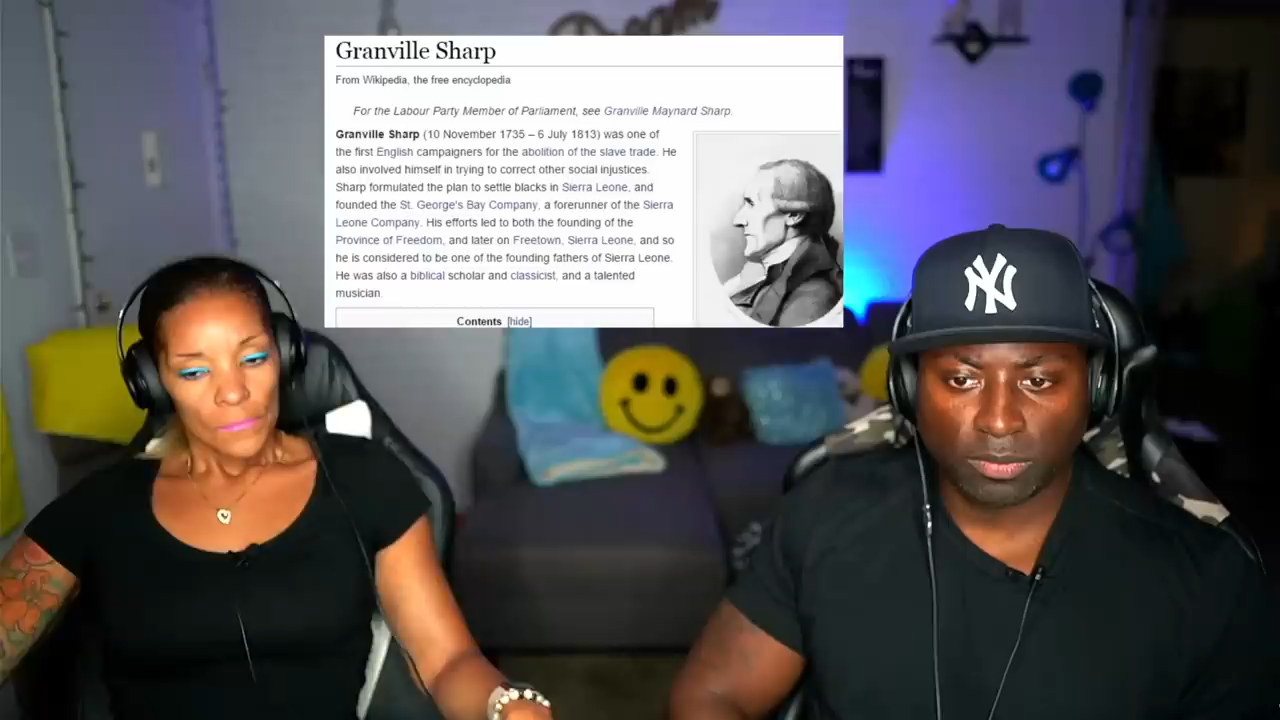 Granville Sharp
From Wikipedia, the free encyclopedia
For the Labour Party Member of Parliament, see Granville Maynard Sharp.
Granville Sharp (10 November 1735 – 6 July 1813) was one of
the first English campaigners for the abolition of the slave trade. He
also involved himself in trying to correct other social injustices.
Sharp formulated the plan to settle blacks in Sierra Leone, and
founded the St. George's Bay Company, a forerunner of the Sierra
Leone Company. His efforts led to both the founding of the
Province of Freedom, and later on Freetown, Sierra Leone, and so
he is considered to be one of the founding fathers of Sierra Leone.
He was also a biblical scholar and classicist, and a talented
musician.
Contents [hide]
NY